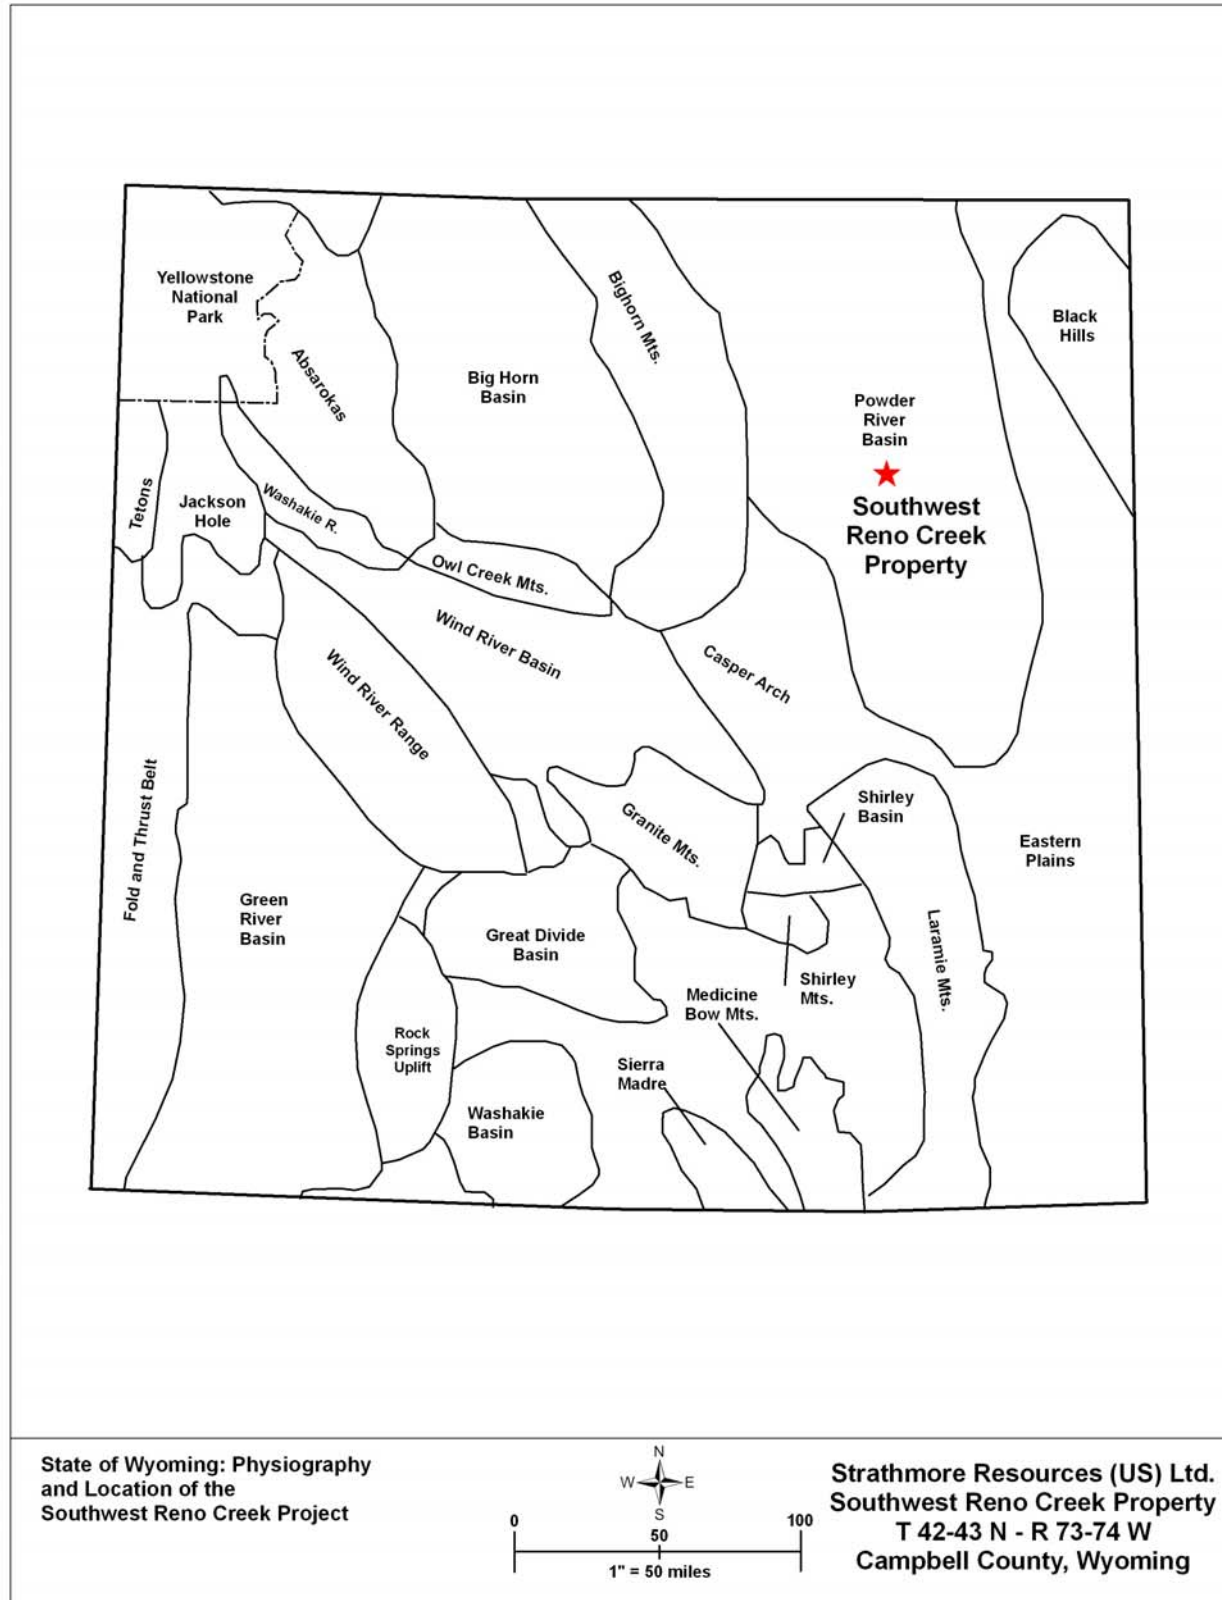 Yellowstone
National
Park
Absarokas
Big Horn
Basin
Bighorn Mts.
Black
Hills
Powder
River
Basin
Southwest
Reno Creek
Property
Tetons
Jackson
Hole
Washakie R.
Owl Creek Mts.
Wind River Basin
Wind River Range
Casper Arch
Fold and Thrust Belt
Granite Mts.
Shirley
Basin
Eastern
Plains
Green
River
Basin
Great Divide
Basin
Laramie Mts.
Shirley
Mts.
Medicine
Bow Mts.
Rock
Springs
Uplift
Sierra
Madre
Washakie
Basin
State of Wyoming: Physiography
and Location of the
Southwest Reno Creek Project
N
W E
S
0 50 100
1" = 50 miles
Strathmore Resources (US) Ltd.
Southwest Reno Creek Property
T 42-43 N - R 73-74 W
Campbell County, Wyoming